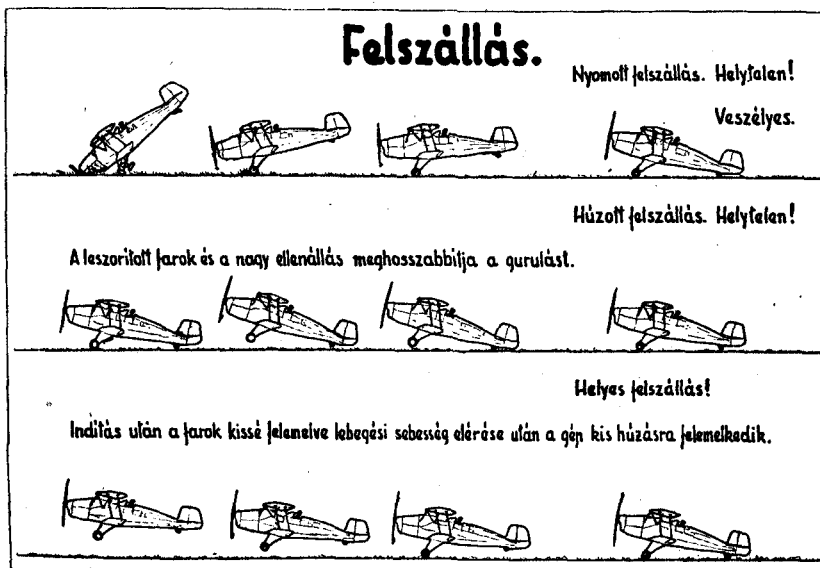 Felszállás.
Nyomott felszállás. Helytelen!
Veszélyes.
Húzott felszállás. Helytelen!
A leszorított farok és a nagy ellenállás meghosszabbítja a gurulást.
Helyes felszállás!
Indítás után a farok kissé felemelve lebegési sebesség elérése után a gép kis húzásra felemelkedik.